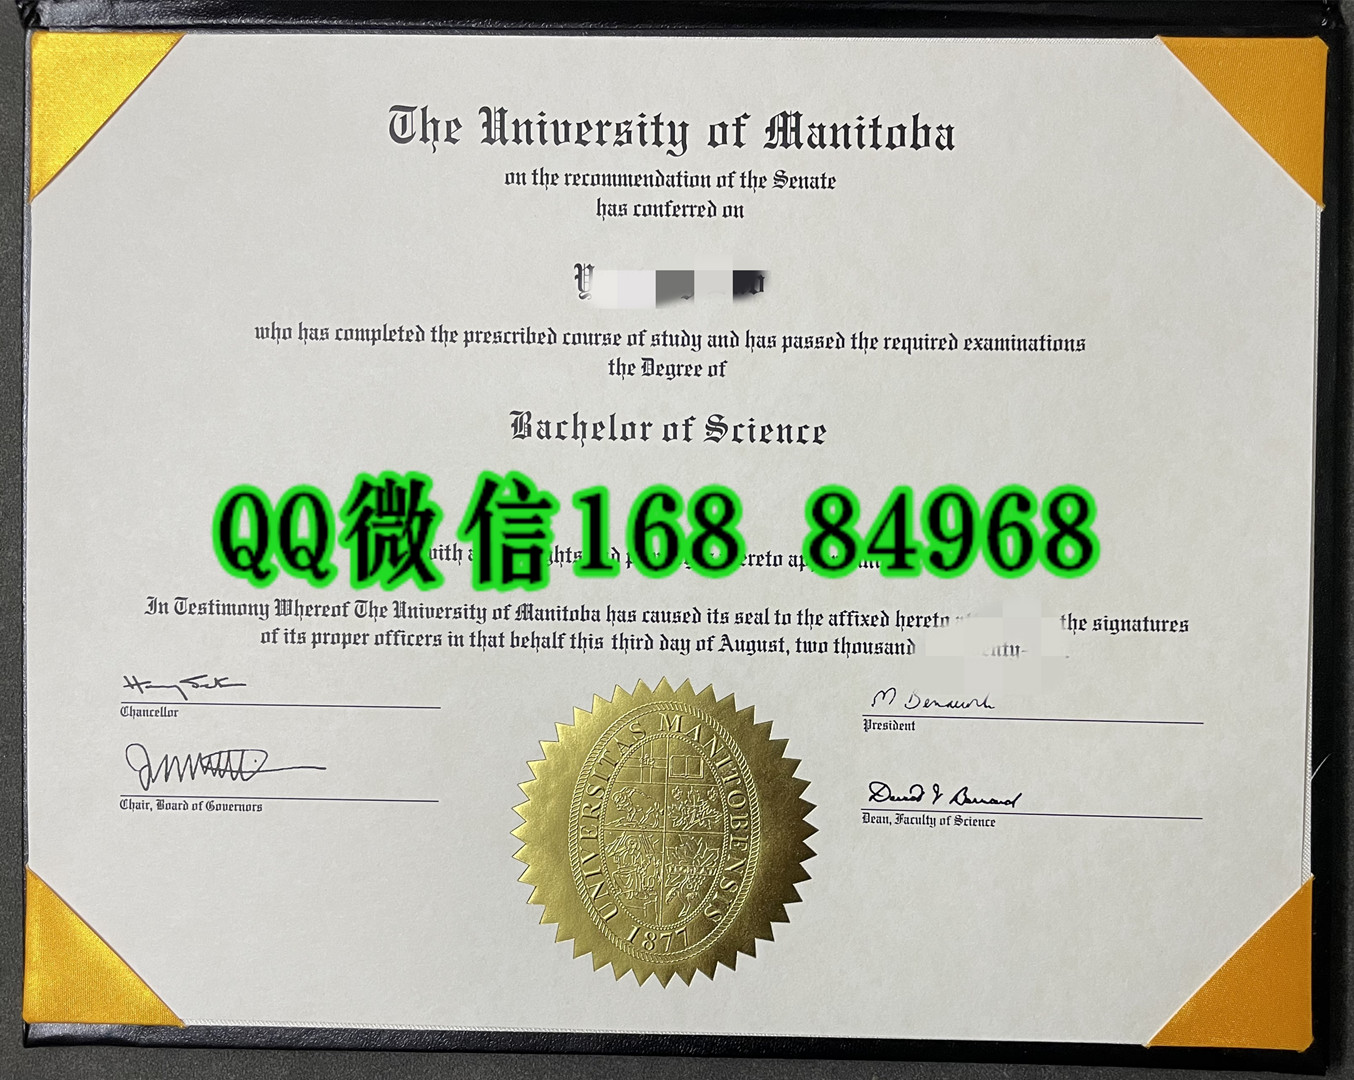 The University of Manitoba
on the recommendation of the Senate
has conferred on
who has completed the prescribed course of study and has passed the required examinations
the Degree of
Bachelor of Science
QQ微信168 84968
In Testimony Whereof The University of Manitoba has caused its seal to the affixed hereto the signatures
of its proper officers in that behalf this third day of August, two thousand
Chancellor
President
Chair, Board of Governors
Dean, Faculty of Science
UNIVERSITAS MANITOBENSIS
1877